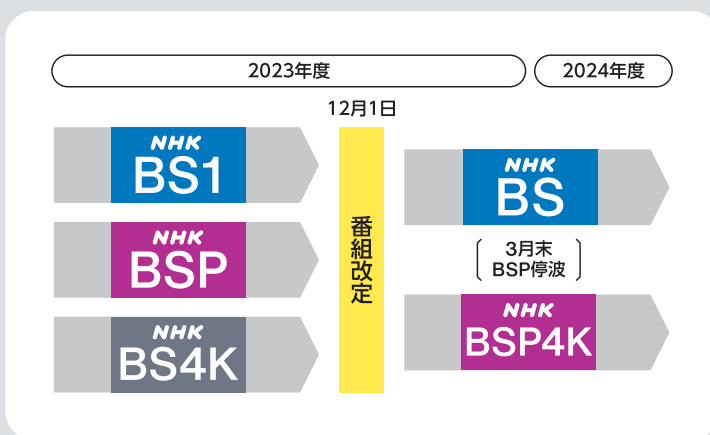 2023年度
2024年度
12月1日
NHK
BS1
NHK
BSP
NHK
BS4K
番組改定
NHK
BS
3月末
BSP停波
NHK
BSP4K